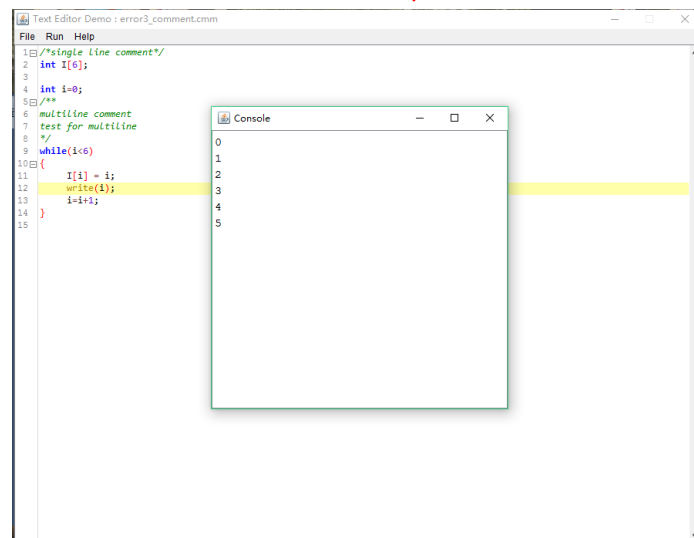 Text Editor Demo : error3_comment.cmm
File Run Help
1 /*single line comment*/
2 int I[6];
3
4 int i=0;
5 /**
6 multiline comment
7 test for multiline
8 */
9 while(i<6)
10 {
11 I[i] = i;
12 write(i);
13 i=i+1;
14 }
15
Console
0
1
2
3
4
5